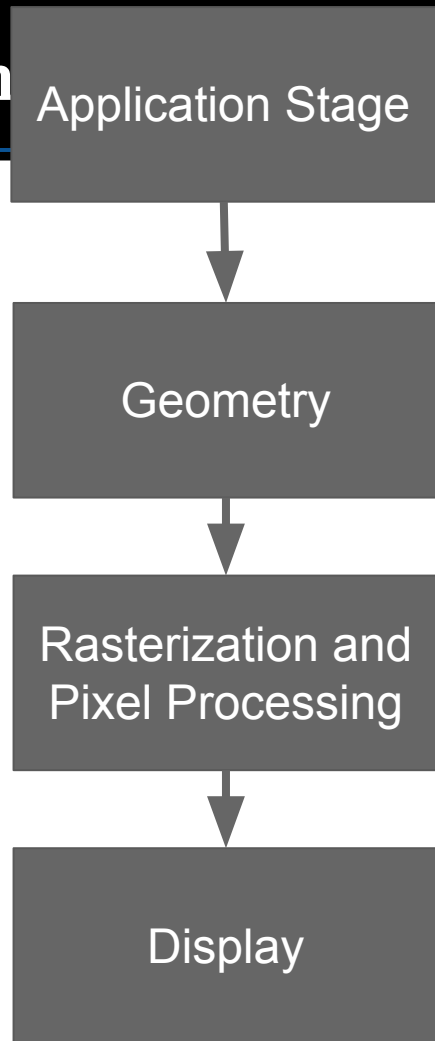 Application Stage
Geometry
Rasterization and
Pixel Processing
Display